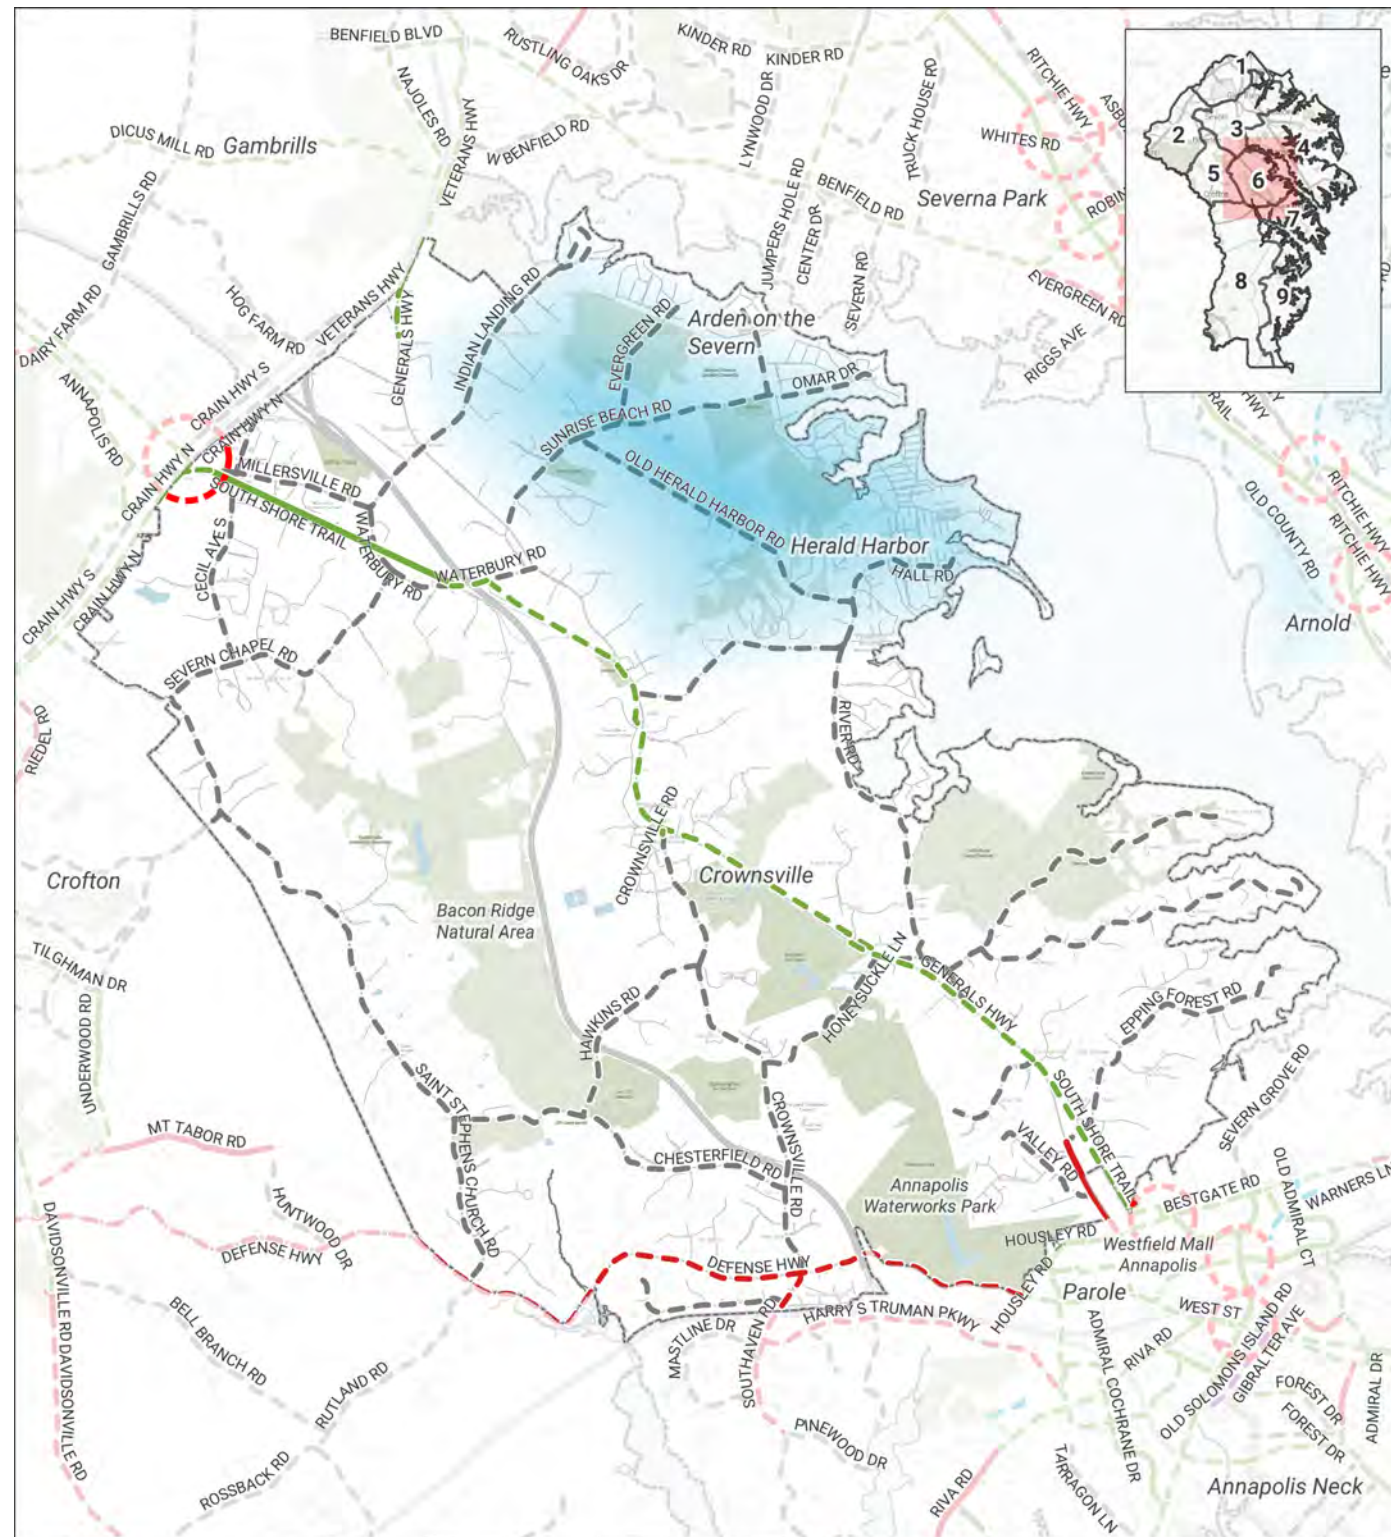 BENFIELD BLVD
RUSTLING OAKS DR
KINDER RD
KINDER RD
RITCHIE HWY
NAJOLES RD
VETERANS HWY
LYNWOOD DR
TRUCK HOUSE RD
DICUS MILL RD
Gambrills
W BENFIELD RD
WHITES RD
JUMPERS HOLE RD
BENFIELD RD
Severna Park
CENTER DR
SEVERN RD
GAMBRILLS RD
EVERGREEN RD
RIGGS AVE
1
2
3
4
5
6
7
8
9
DAIRY FARM RD
HOG FARM RD
VETERANS HWY
GENERALS HWY
INDIAN LANDING RD
EVERGREEN RD
Arden on the
Severn
OMAR DR
ANNAPOLIS RD
CRAIN HWY S
CRAIN HWY N
CRAIN HWY N
SUNRISE BEACH RD
TRAIL
HWY
MILLERSVILLE RD
SOUTH SHORE TRAIL
OLD HERALD HARBOR RD
Herald Harbor
HALL RD
OLD COUNTY RD
RITCHIE HWY
RITCHIE HWY
CECIL AVE S
WATERBURY RD
WATERBURY RD
CRAIN HWY S
CRAIN HWY N
Arnold
SEVERN CHAPEL RD
RIEDEL RD
RIVER RD
CROWNSVILLE RD
Crownsville
Crofton
Bacon Ridge
Natural Area
TILGHMAN DR
UNDERWOOD RD
HAWKINS RD
HONEYSUCKLE LN
GENERALS HWY
EPPING FOREST RD
SEVERN GROVE RD
SAINT STEPHENS CHURCH RD
CROWNSVILLE RD
SOUTH SHORE TRAIL
VALLEY RD
MT TABOR RD
CHESTERFIELD RD
Annapolis
Waterworks Park
BESTGATE RD
OLD ADMIRAL CT
WARNERS LN
HUNTWOOD DR
DAVIDSONVILLE RD
DEFENSE HWY
DEFENSE HWY
HOUSLEY RD
Westfield Mall
Annapolis
HOUSLEY RD
Parole
WEST ST
BELL BRANCH RD
MASTLINE DR
SOUTHAVEN RD
HARRY S TRUMAN PKWY
RIVA RD
ADMIRAL COCHRANE DR
OLD SOLOMONS ISLAND RD
GIBRALTER AVE
FOREST DR
FOREST DR
ADMIRAL DR
DAVIDSONVILLE RD
RUTLAND RD
PINEWOOD DR
ROSSBACK RD
RIVA RD
TARRAGON LN
Annapolis Neck